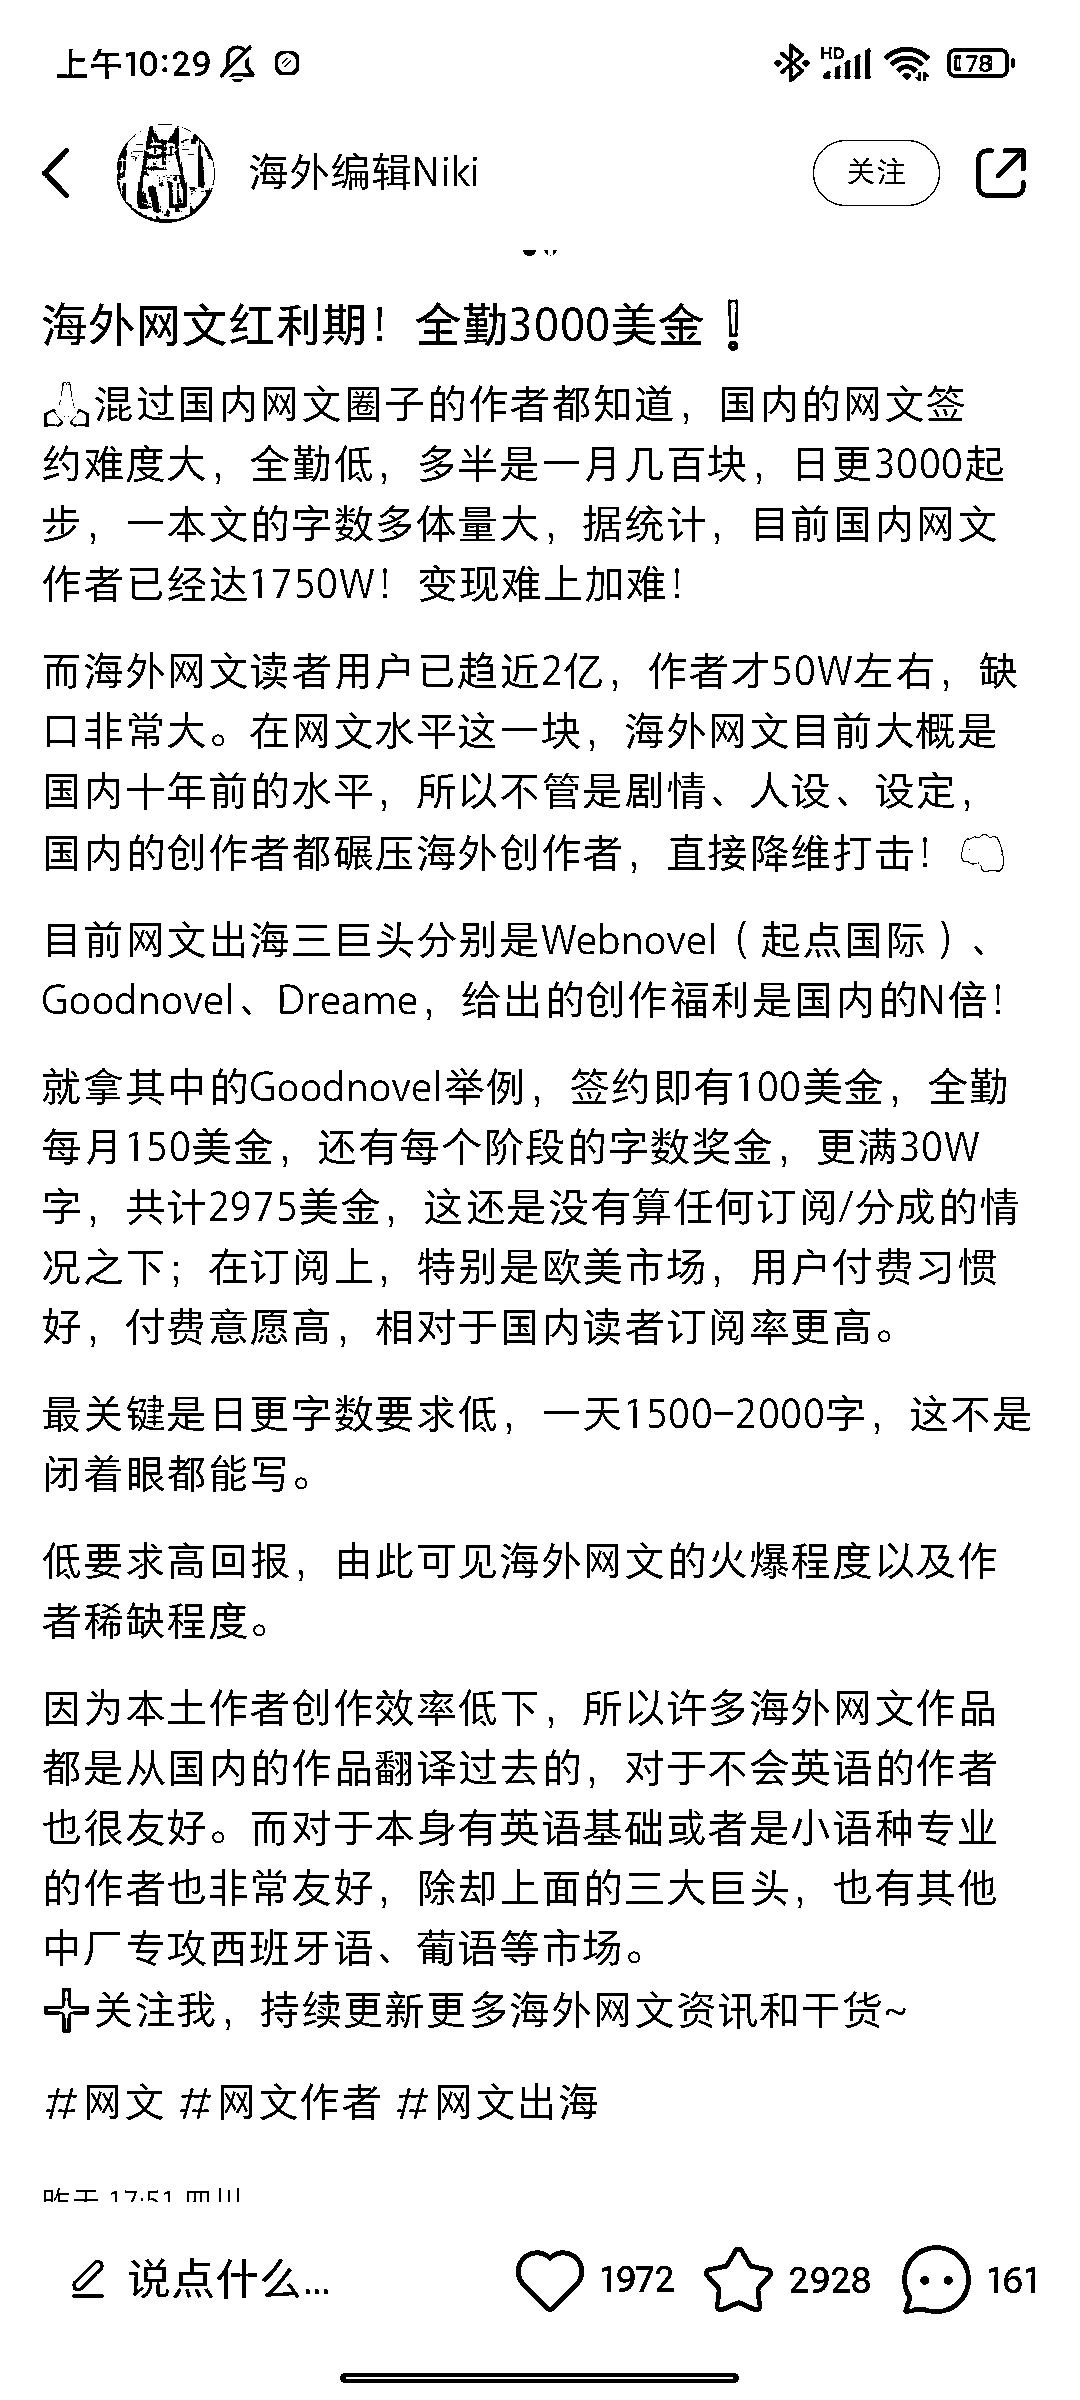 上午10:29
HD
78
海外编辑Niki
关注
海外网文红利期！全勤3000美金❗
🙏混过国内网文圈子的作者都知道，国内的网文签
约难度大，全勤低，多半是一月几百块，日更3000起
步，一本文的字数多体量大，据统计，目前国内网文
作者已经达1750W！变现难上加难！
而海外网文读者用户已趋近2亿，作者才50W左右，缺
口非常大。在网文水平这一块，海外网文目前大概是
国内十年前的水平，所以不管是剧情、人设、设定，
国内的创作者都碾压海外创作者，直接降维打击！
目前网文出海三巨头分别是Webnovel（起点国际）、
Goodnovel、Dreame，给出的创作福利是国内的N倍！
就拿其中的Goodnovel举例，签约即有100美金，全勤
每月150美金，还有每个阶段的字数奖金，更满30W
字，共计2975美金，这还是没有算任何订阅/分成的情
况之下；在订阅上，特别是欧美市场，用户付费习惯
好，付费意愿高，相对于国内读者订阅率更高。
最关键是日更字数要求低，一天1500-2000字，这不是
闭着眼都能写。
低要求高回报，由此可见海外网文的火爆程度以及作
者稀缺程度。
因为本土作者创作效率低下，所以许多海外网文作品
都是从国内的作品翻译过去的，对于不会英语的作者
也很友好。而对于本身有英语基础或者是小语种专业
的作者也非常友好，除却上面的三大巨头，也有其他
中厂专攻西班牙语、葡语等市场。
➕关注我，持续更新更多海外网文资讯和干货~
#网文 #网文作者 #网文出海
昨天 17:51 四川
说点什么...
1972
2928
161